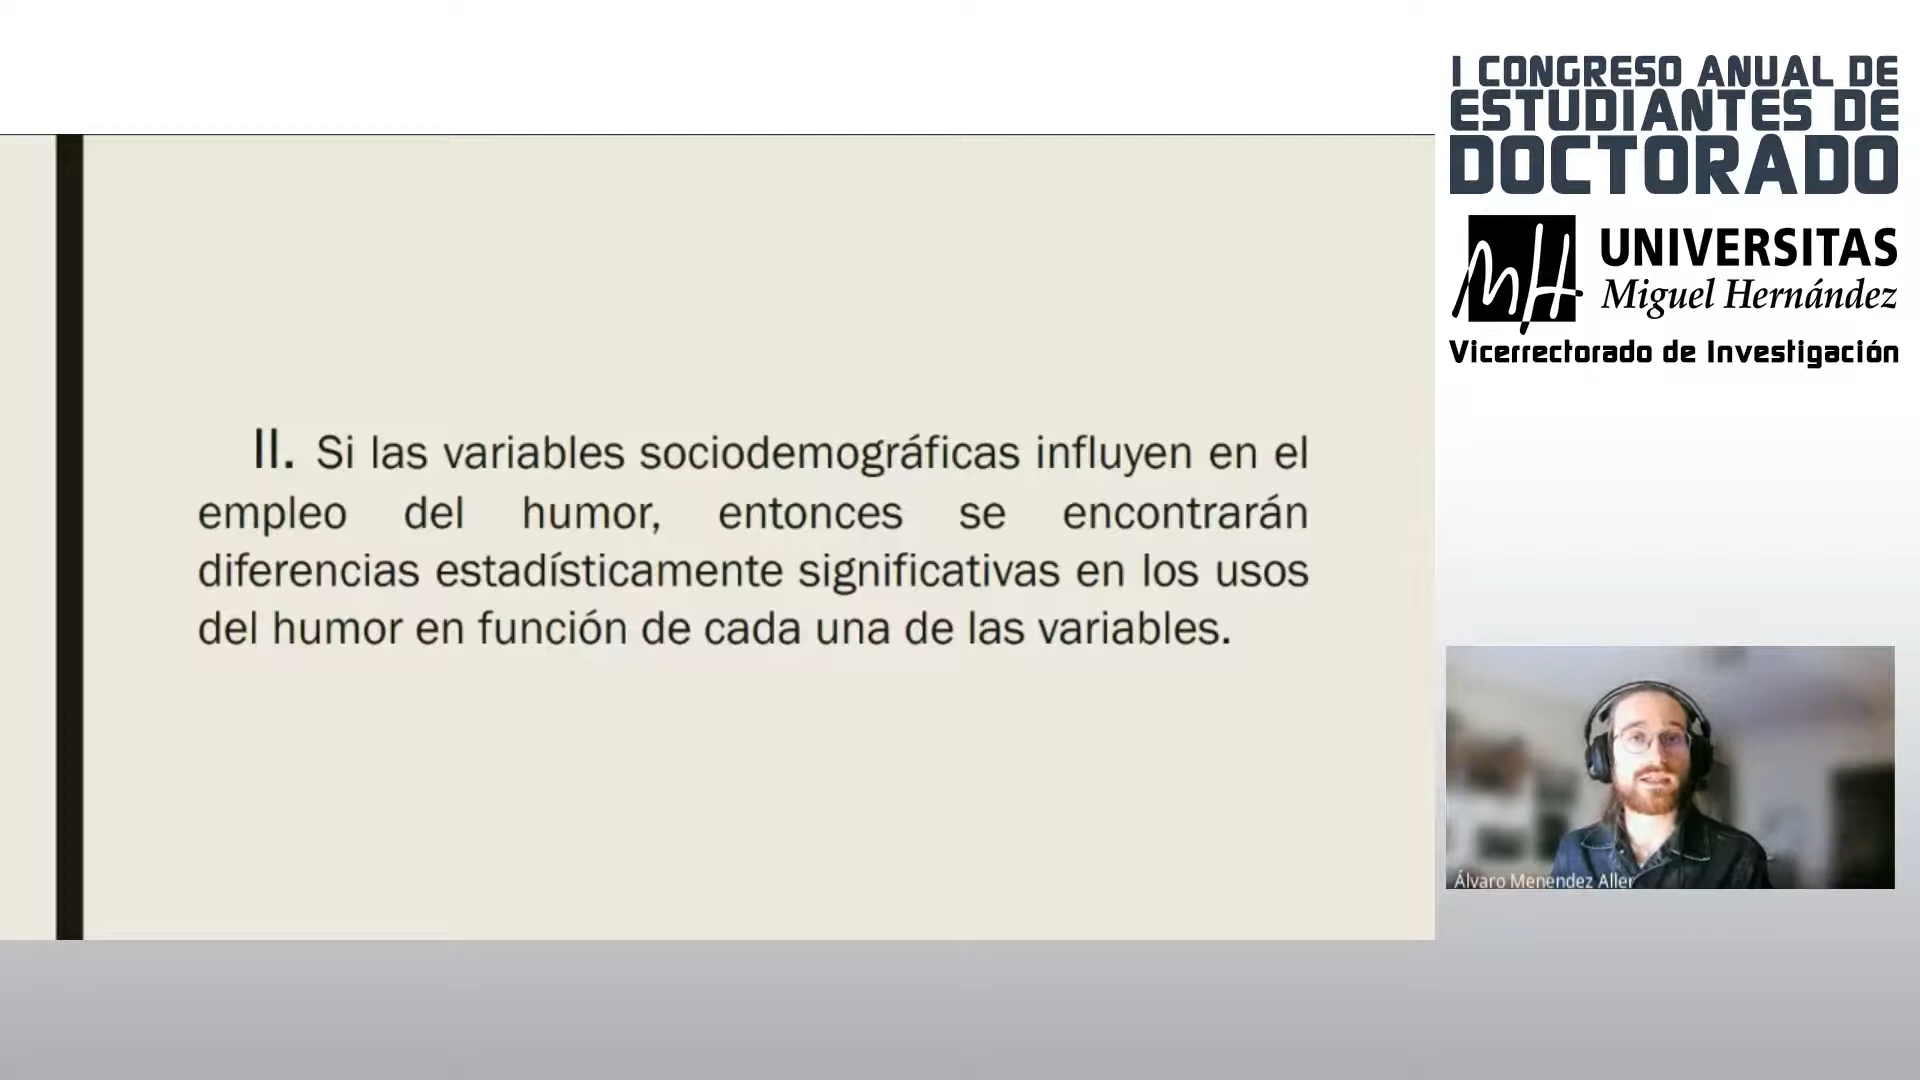 I CONGRESO ANUAL DE
ESTUDIANTES DE
DOCTORADO
MH
UNIVERSITAS
Miguel Hernández
Vicerrectorado de Investigación
II. Si las variables sociodemográficas influyen en el
empleo del humor, entonces se encontrarán
diferencias estadísticamente significativas en los usos
del humor en función de cada una de las variables.
Álvaro Menendez Aller